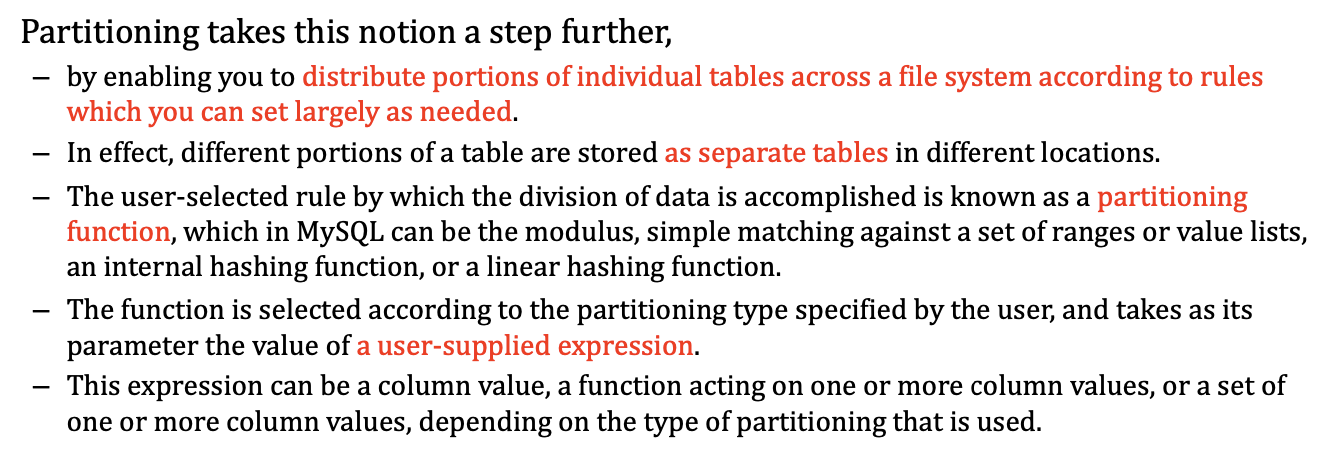 Partitioning takes this notion a step further,
– by enabling you to distribute portions of individual tables across a file system according to rules
which you can set largely as needed.
– In effect, different portions of a table are stored as separate tables in different locations.
– The user-selected rule by which the division of data is accomplished is known as a partitioning
function, which in MySQL can be the modulus, simple matching against a set of ranges or value lists,
an internal hashing function, or a linear hashing function.
– The function is selected according to the partitioning type specified by the user, and takes as its
parameter the value of a user-supplied expression.
– This expression can be a column value, a function acting on one or more column values, or a set of
one or more column values, depending on the type of partitioning that is used.